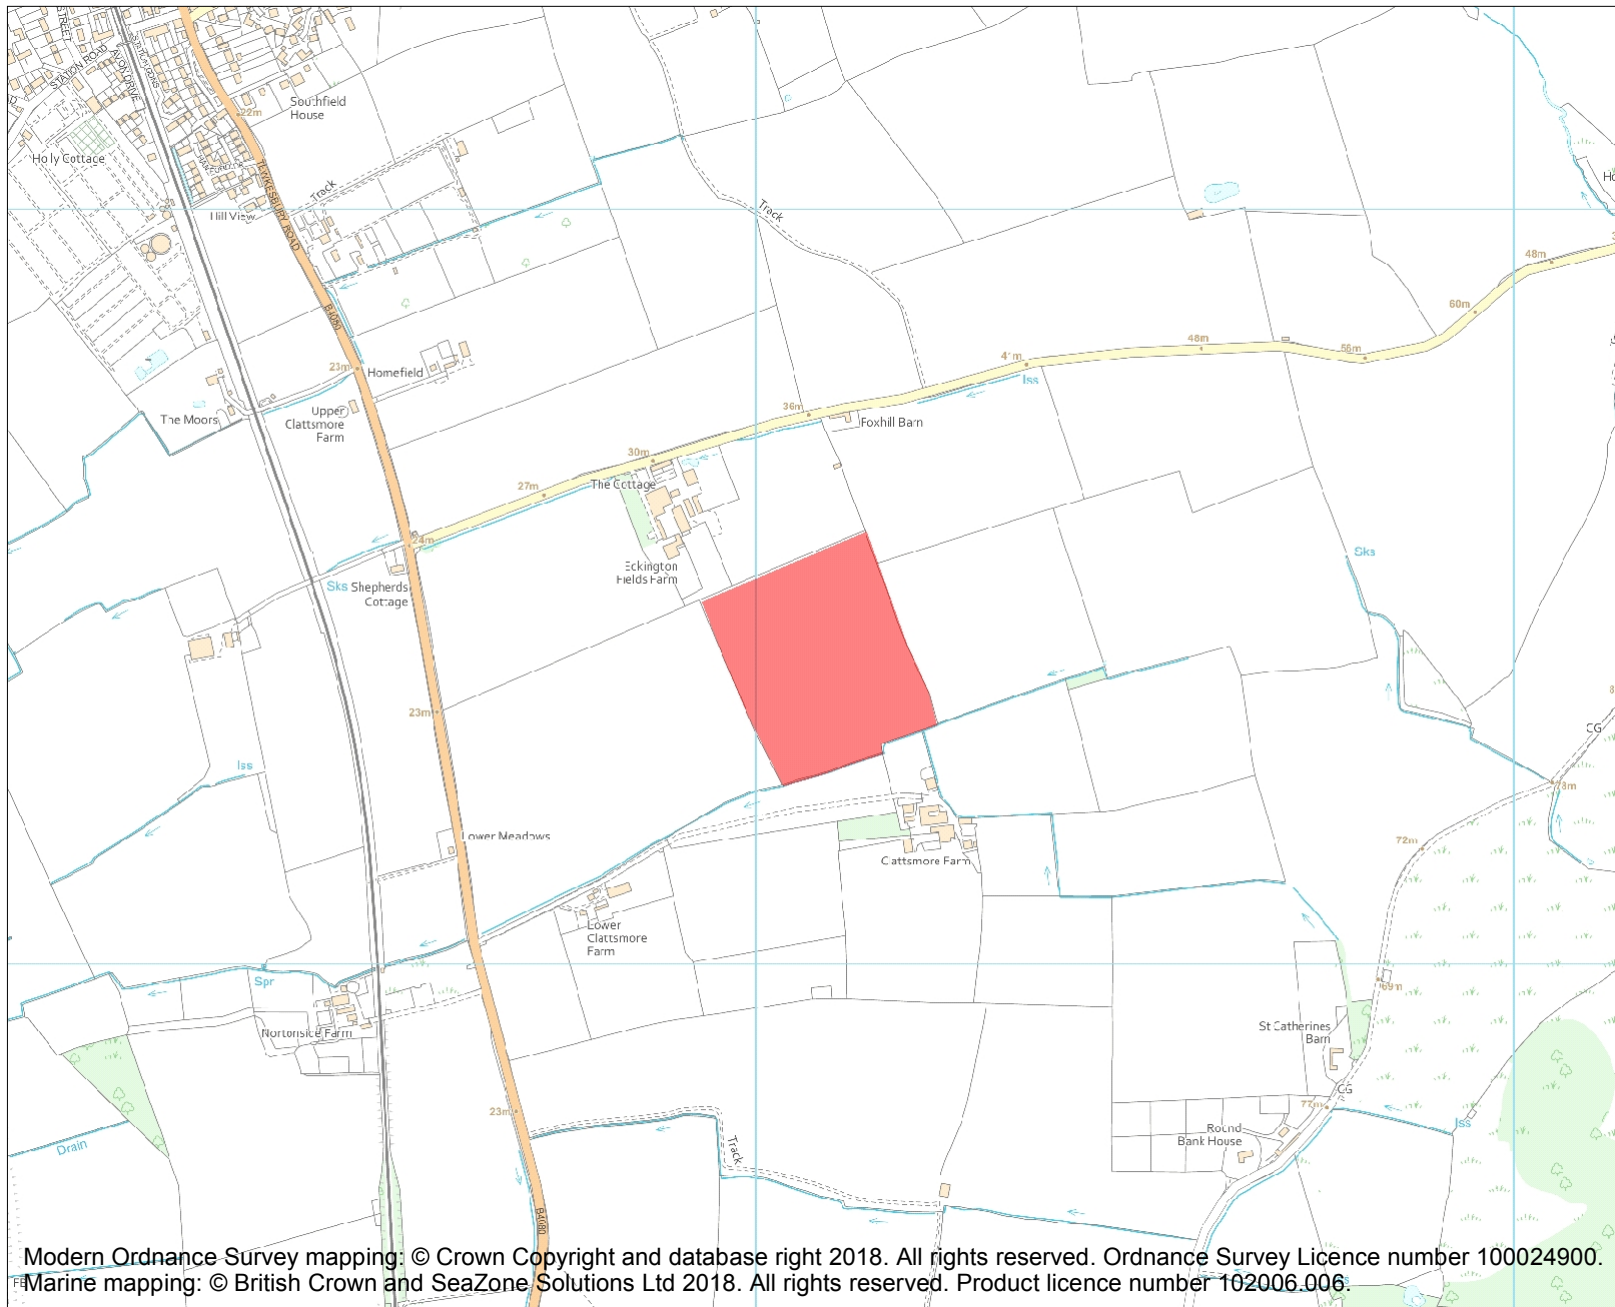 STREET
STATION ROAD
AVON DRIVE
Southfield
House
22m
Holly Cottage
Track
Hill View
TEWKESBURY ROAD
Track
48m
60m
B4080
48m
55m
41m
23m
Homefield
Iss
36m
The Moors
Upper
Clattsmore
Farm
Foxhill Barn
30m
The Cottage
27m
24m
Sks
Eckington
Fields Farm
Sks
Shepherds
Cottage
23m
CG
Iss
78m
Lower Meadows
72m
Clattsmore Farm
Lower
Clattsmore
Farm
Spr
69m
Nortonside Farm
St Catherines
Barn
CG
77m
23m
Iss
Round
Bank House
Drain
Track
B4080
Modern Ordnance Survey mapping: © Crown Copyright and database right 2018. All rights reserved. Ordnance Survey Licence number 100024900.
Marine mapping: © British Crown and SeaZone Solutions Ltd 2018. All rights reserved. Product licence number 102006.006.